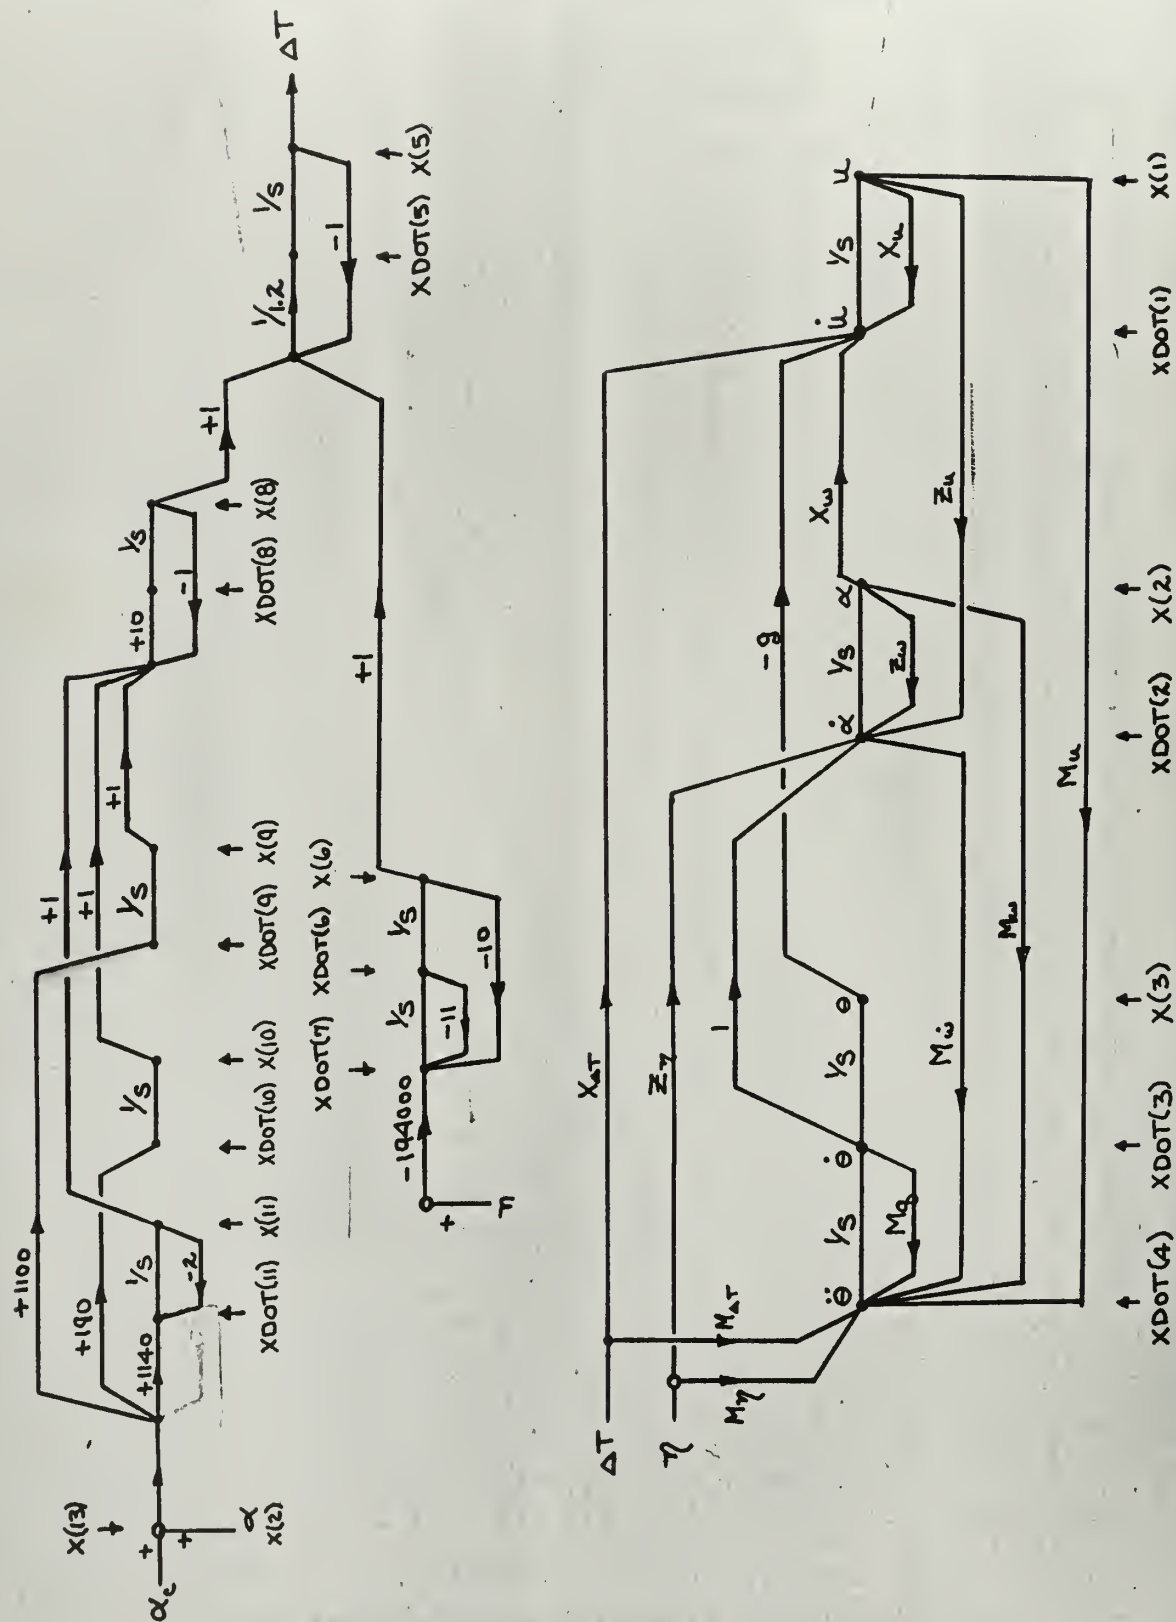 α_c
+
+
X(13)
α
X(2)
+1100
+190
+1140
1/S
-2
XDOT(11)
X(11)
1/S
XDOT(10)
X(10)
1/S
XDOT(9)
X(9)
+1
+1
+1
+10
1/S
-1
XDOT(8)
X(8)
+1
1/1.2
1/S
-1
ΔT
XDOT(5)
X(5)
+
η
-194000
1/S
-11
1/S
-10
XDOT(7)
XDOT(6)
X(6)
+1
ΔT
η
X_ΔT
Z_η
M_ΔT
M_η
1
-g
X_w
θ̈
1/S
θ̇
1/S
θ
M_q
α̇
1/S
α
Z_w
u̇
1/S
u
X_u
Z_u
M_ẇ
M_w
M_u
XDOT(4)
XDOT(3)
X(3)
XDOT(2)
X(2)
XDOT(1)
X(1)